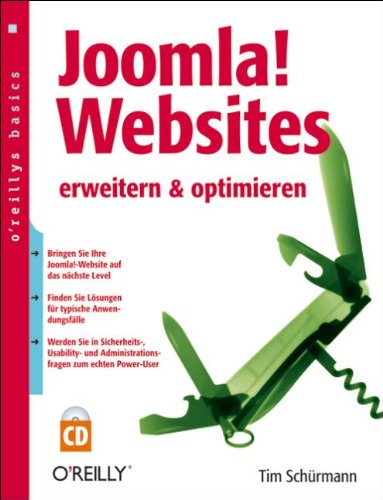 o'reillys basics
Joomla!
Websites
erweitern & optimieren
Bringen Sie Ihre
Joomla!-Website auf
das nächste Level
Finden Sie Lösungen
für typische Anwen-
dungsfälle
Werden Sie in Sicherheits-,
Usability- und Administrations-
fragen zum echten Power-User
CD
O'REILLY®
Tim Schürmann